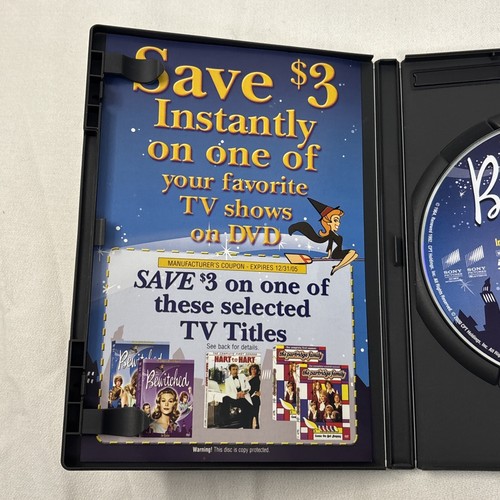 Save $3
Instantly
on one of
your favorite
TV shows
on DVD
MANUFACTURER'S COUPON - EXPIRES 12/31/05
SAVE $3 on one of
these selected
TV Titles
See back for details.
Bewitched
HART to HART
the partridge family
the partridge family
Warning! This disc is copy protected.
B
SONY
SONY